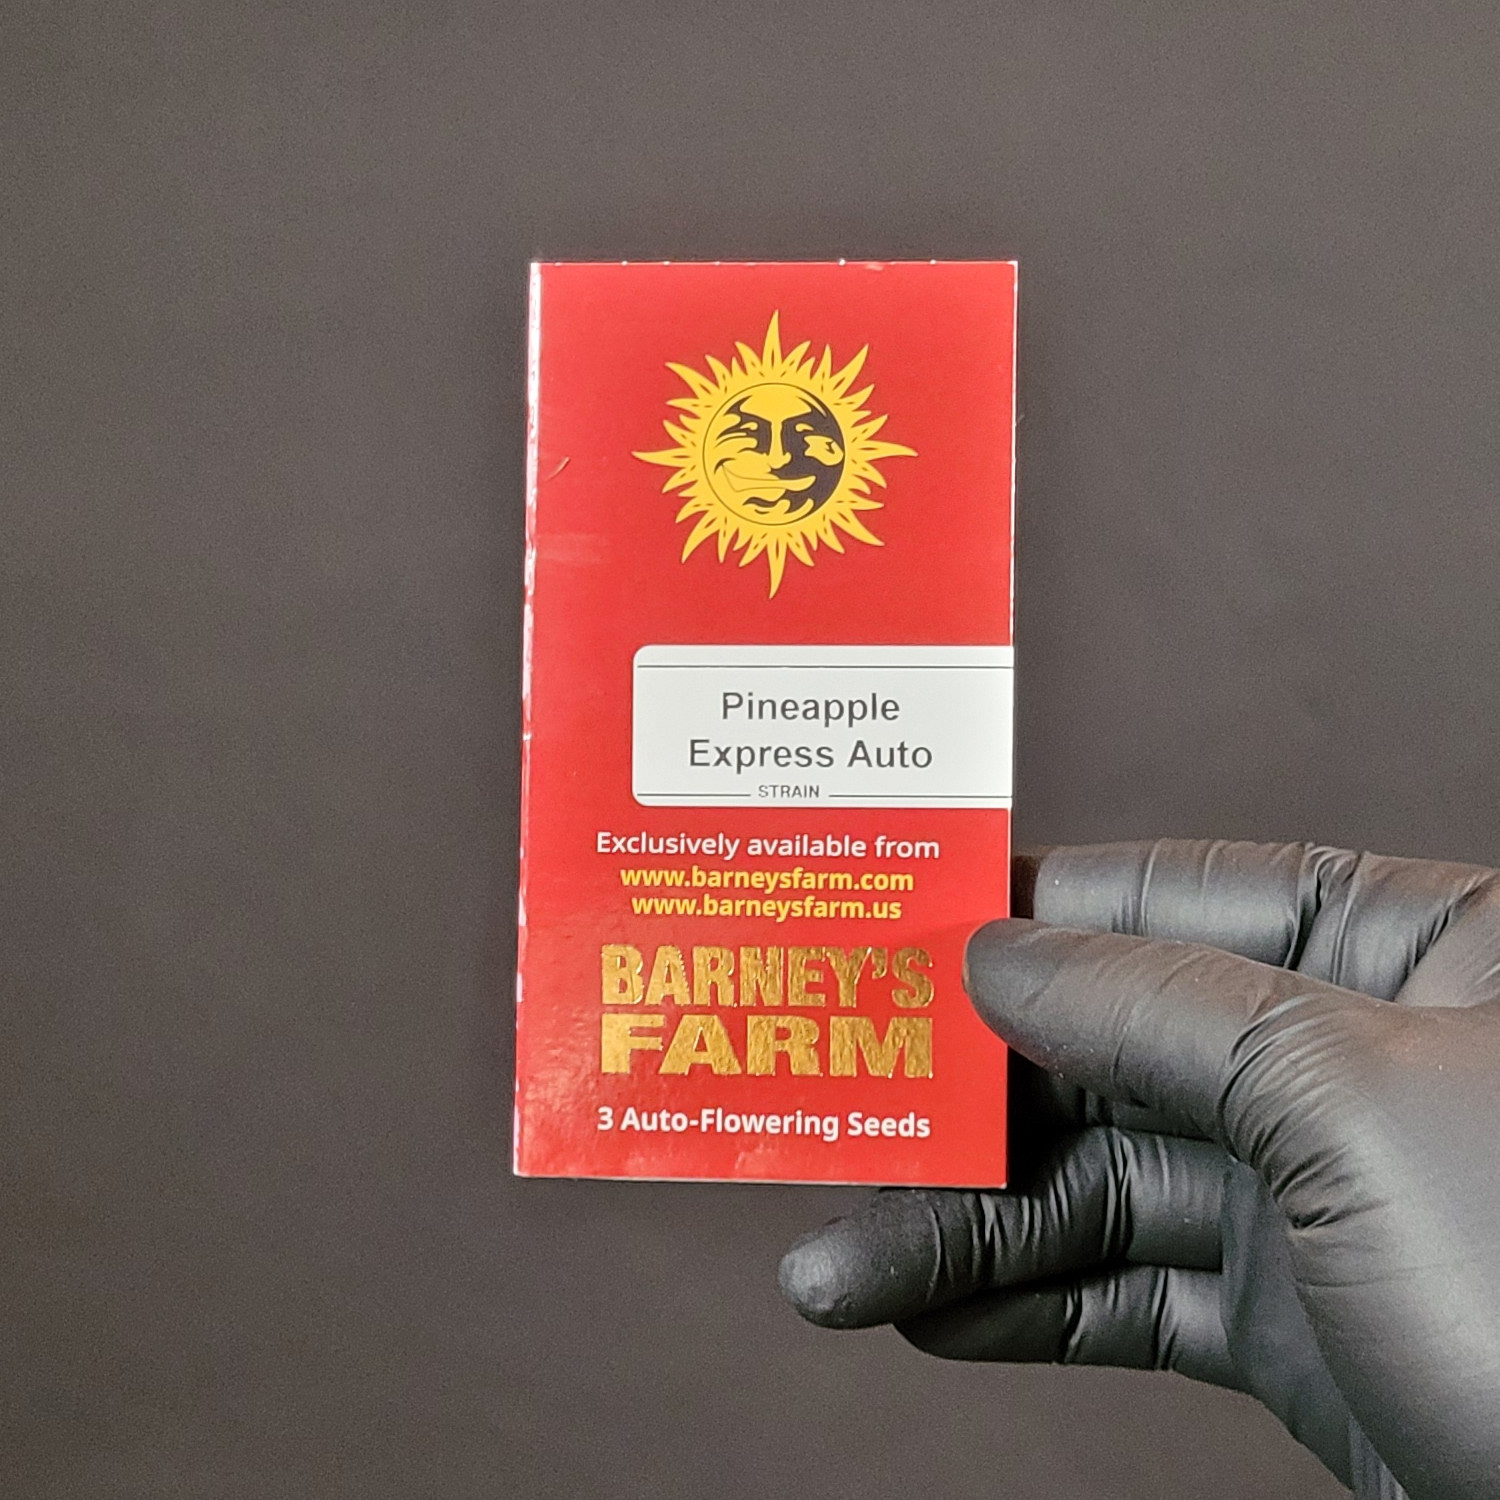 Pineapple
Express Auto
STRAIN
Exclusively available from
www.barneysfarm.com
www.barneysfarm.us
BARNEY'S
FARM
3 Auto-Flowering Seeds